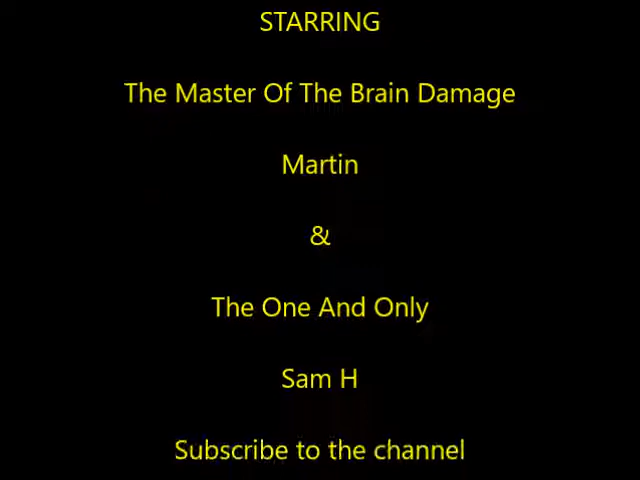 STARRING
The Master Of The Brain Damage
Martin
&
The One And Only
Sam H
Subscribe to the channel